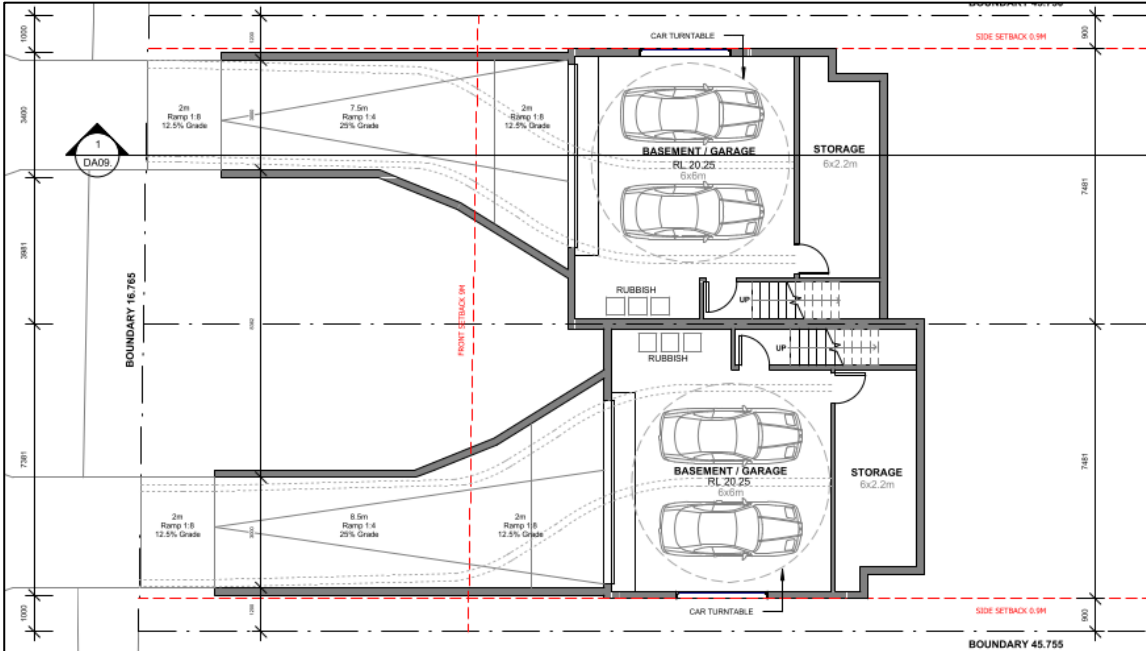 BOUNDARY 45.750
1000
1200
CAR TURNTABLE
SIDE SETBACK 0.9M
900
3400
2m
Ramp 1:8
12.5% Grade
7.5m
Ramp 1:4
25% Grade
2m
Ramp 1:8
12.5% Grade
1
DA09.
BASEMENT / GARAGE
RL 20.25
6x6m
STORAGE
6x2.2m
7481
3981
BOUNDARY 16.765
FRONT SETBACK 9M
RUBBISH
UP
RUBBISH
UP
7381
2m
Ramp 1:8
12.5% Grade
8.5m
Ramp 1:4
25% Grade
2m
Ramp 1:8
12.5% Grade
BASEMENT / GARAGE
RL 20.25
6x6m
STORAGE
6x2.2m
7481
1000
1200
CAR TURNTABLE
SIDE SETBACK 0.9M
900
BOUNDARY 45.755